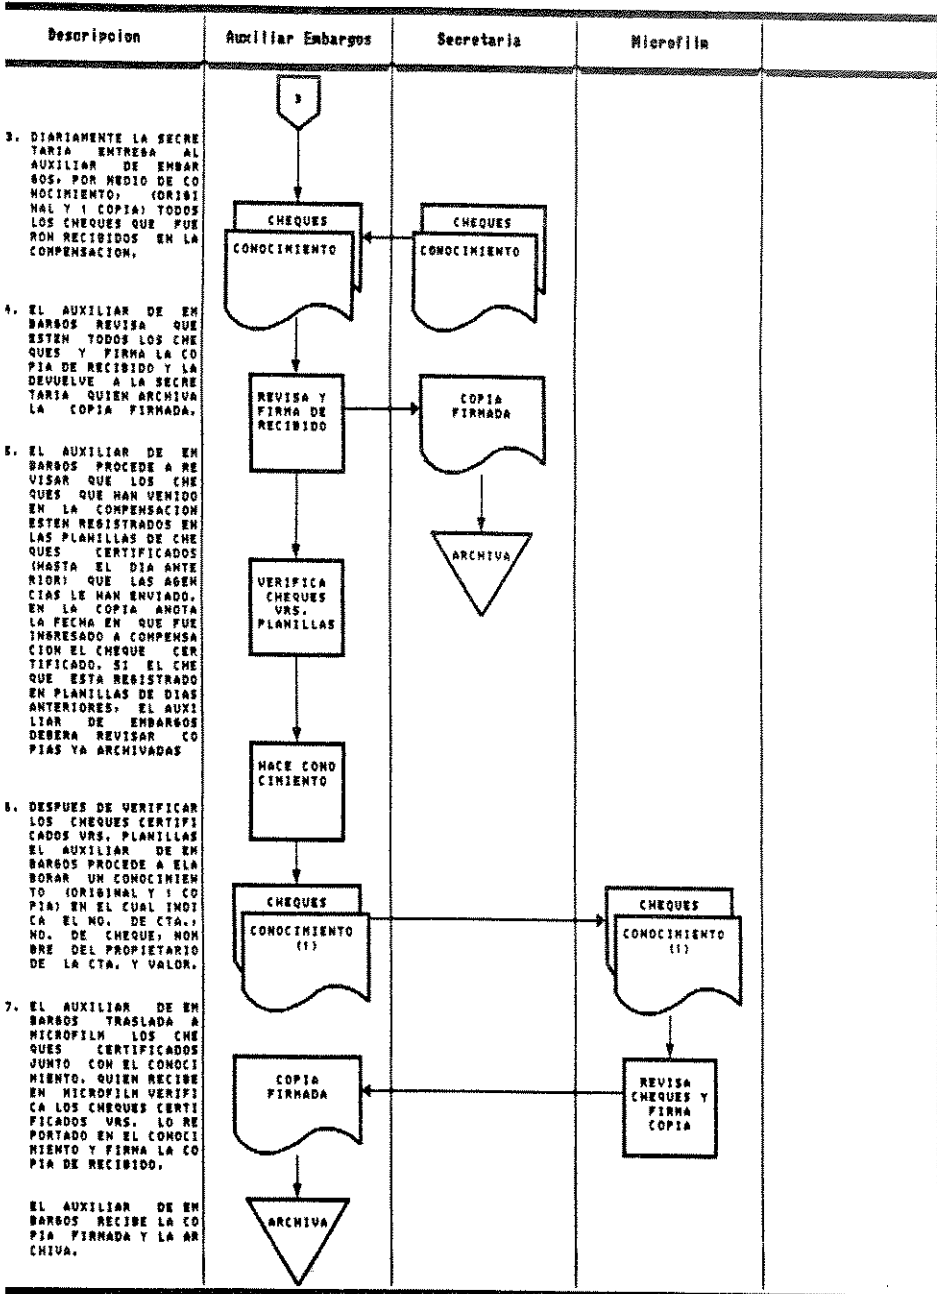 Descripcion
Auxiliar Embargos
Secretaria
Microfilm
3
3. DIARIAMENTE LA SECRE
TARIA ENTREGA AL
AUXILIAR DE EMBAR
GOS, POR MEDIO DE CO
NOCIMIENTO, (ORIGI
NAL Y 1 COPIA) TODOS
LOS CHEQUES QUE FUE
RON RECIBIDOS EN LA
COMPENSACION.
CHEQUES
CONOCIMIENTO
CHEQUES
CONOCIMIENTO
4. EL AUXILIAR DE EM
BARGOS REVISA QUE
ESTEN TODOS LOS CHE
QUES Y FIRMA LA CO
PIA DE RECIBIDO Y LA
DEVUELVE A LA SECRE
TARIA QUIEN ARCHIVA
LA COPIA FIRMADA.
REVISA Y
FIRMA DE
RECIBIDO
COPIA
FIRMADA
ARCHIVA
5. EL AUXILIAR DE EM
BARGOS PROCEDE A RE
VISAR QUE LOS CHE
QUES QUE HAN VENIDO
EN LA COMPENSACION
ESTEN REGISTRADOS EN
LAS PLANILLAS DE CHE
QUES CERTIFICADOS
(HASTA EL DIA ANTE
RIOR) QUE LAS AGEN
CIAS LE HAN ENVIADO.
EN LA COPIA ANOTA
LA FECHA EN QUE FUE
INGRESADO A COMPENSA
CION EL CHEQUE CER
TIFICADO. SI EL CHE
QUE ESTA REGISTRADO
EN PLANILLAS DE DIAS
ANTERIORES, EL AUXI
LIAR DE EMBARGOS
DEBERA REVISAR CO
PIAS YA ARCHIVADAS
VERIFICA
CHEQUES
VRS.
PLANILLAS
HACE CONO
CIMIENTO
6. DESPUES DE VERIFICAR
LOS CHEQUES CERTIFI
CADOS VRS. PLANILLAS
EL AUXILIAR DE EM
BARGOS PROCEDE A ELA
BORAR UN CONOCIMIEN
TO (ORIGINAL Y 1 CO
PIA) EN EL CUAL INDI
CA EL NO. DE CTA.,
NO. DE CHEQUE, NOM
BRE DEL PROPIETARIO
DE LA CTA. Y VALOR.
CHEQUES
CONOCIMIENTO
(1)
CHEQUES
CONOCIMIENTO
(1)
7. EL AUXILIAR DE EM
BARGOS TRASLADA A
MICROFILM LOS CHE
QUES CERTIFICADOS
JUNTO CON EL CONOCI
MIENTO. QUIEN RECIBE
EN MICROFILM VERIFI
CA LOS CHEQUES CERTI
FICADOS VRS. LO RE
PORTADO EN EL CONOCI
MIENTO Y FIRMA LA CO
PIA DE RECIBIDO.
COPIA
FIRMADA
REVISA
CHEQUES Y
FIRMA
COPIA
EL AUXILIAR DE EM
BARGOS RECIBE LA CO
PIA FIRMADA Y LA AR
CHIVA.
ARCHIVA